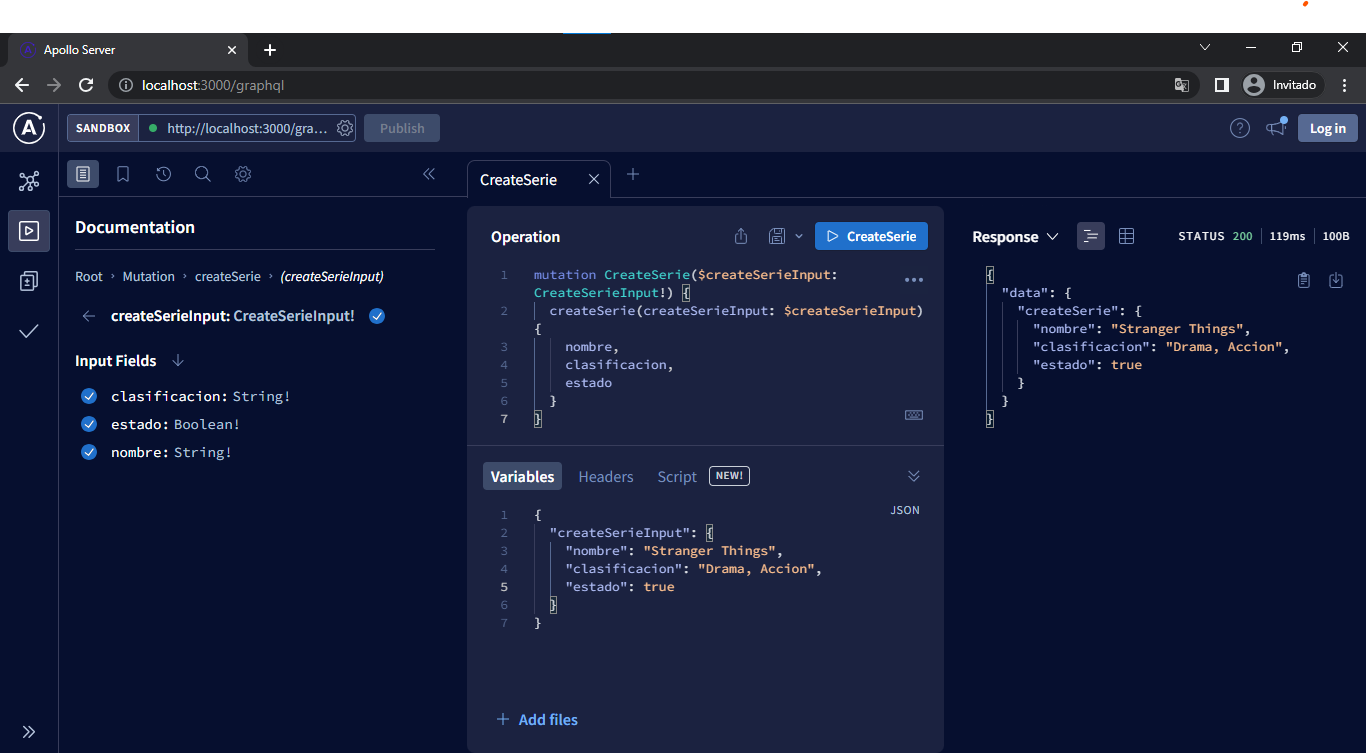 Apollo Server
localhost:3000/graphql
Invitado
SANDBOX
http://localhost:3000/gra...
Publish
Log in
Documentation
Root › Mutation › createSerie › (createSerieInput)
createSerieInput: CreateSerieInput!
Input Fields
clasificacion: String!
estado: Boolean!
nombre: String!
CreateSerie
Operation
CreateSerie
1 mutation CreateSerie($createSerieInput:
CreateSerieInput!) {
2 createSerie(createSerieInput: $createSerieInput)
{
3 nombre,
4 clasificacion,
5 estado
6 }
7 }
Variables
Headers
Script
NEW!
JSON
1 {
2 "createSerieInput": {
3 "nombre": "Stranger Things",
4 "clasificacion": "Drama, Accion",
5 "estado": true
6 }
7 }
Add files
Response
STATUS 200
119ms
100B
{
"data": {
"createSerie": {
"nombre": "Stranger Things",
"clasificacion": "Drama, Accion",
"estado": true
}
}
}